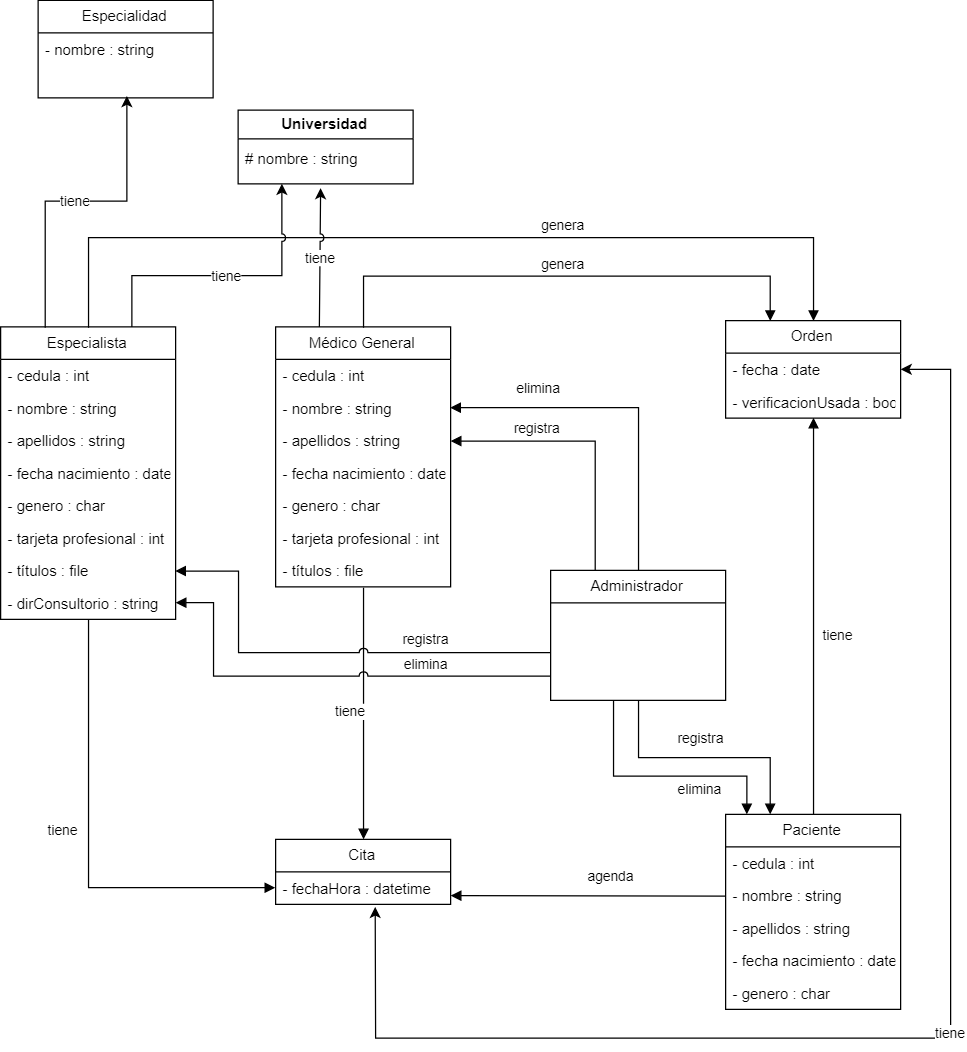 Especialidad
- nombre : string
Universidad
# nombre : string
tiene
genera
tiene
tiene
genera
Especialista
- cedula : int
- nombre : string
- apellidos : string
- fecha nacimiento : date
- genero : char
- tarjeta profesional : int
- títulos : file
- dirConsultorio : string
Médico General
- cedula : int
- nombre : string
- apellidos : string
- fecha nacimiento : date
- genero : char
- tarjeta profesional : int
- títulos : file
Orden
- fecha : date
- verificacionUsada : boc
elimina
registra
Administrador
registra
elimina
tiene
tiene
registra
elimina
tiene
Cita
- fechaHora : datetime
agenda
Paciente
- cedula : int
- nombre : string
- apellidos : string
- fecha nacimiento : date
- genero : char
tiene